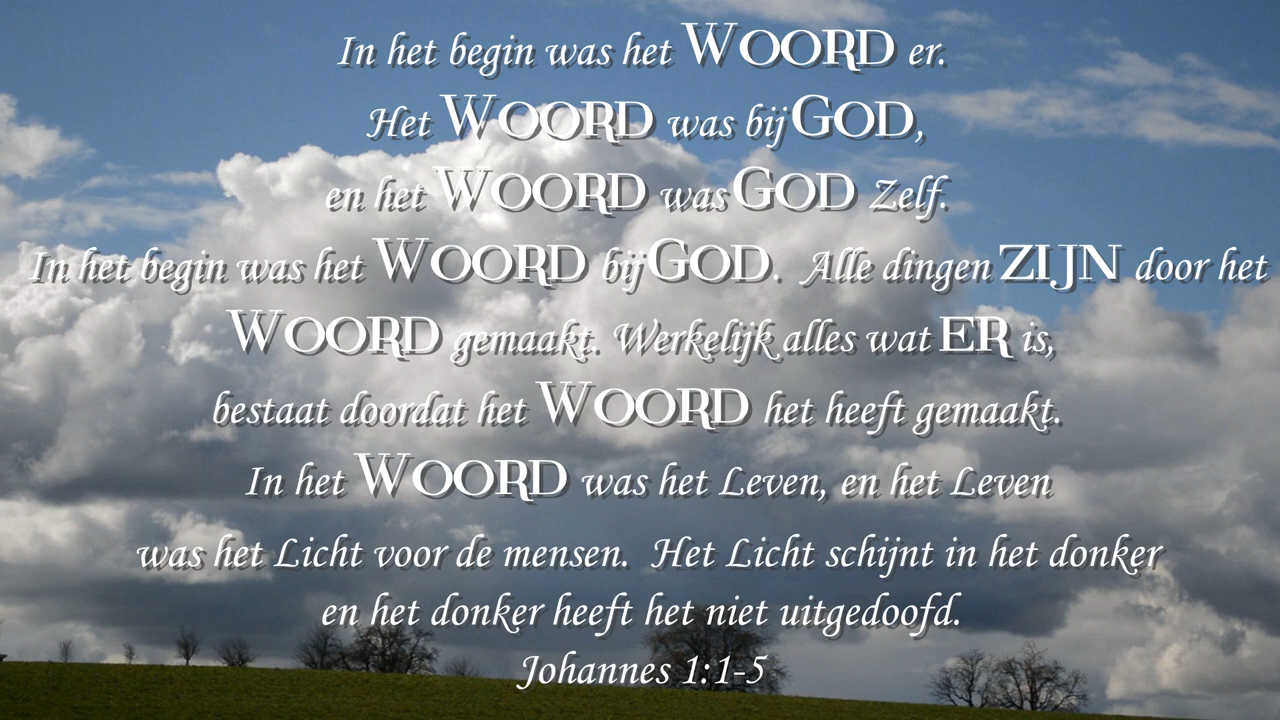 In het begin was het WOORD er.
Het WOORD was bij GOD,
en het WOORD was GOD Zelf.
In het begin was het WOORD bij GOD. Alle dingen ZIJN door het
WOORD gemaakt. Werkelijk alles wat ER is,
bestaat doordat het WOORD het heeft gemaakt.
In het WOORD was het Leven, en het Leven
was het Licht voor de mensen. Het Licht schijnt in het donker
en het donker heeft het niet uitgedoofd.
Johannes 1:1-5